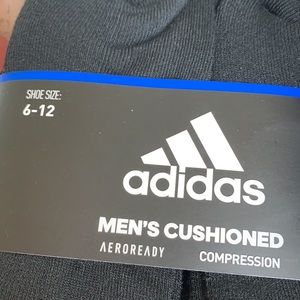 SHOE SIZE:
6-12
adidas
MEN'S CUSHIONED
AEROREADY COMPRESSION